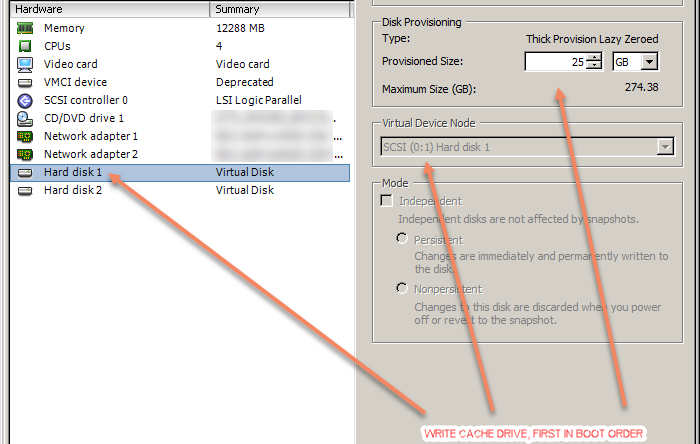 Hardware Summary
Memory 12288 MB
CPUs 4
Video card Video card
VMCI device Deprecated
SCSI controller 0 LSI Logic Parallel
CD/DVD drive 1
Network adapter 1 ...
Network adapter 2 ...
Hard disk 1 Virtual Disk
Hard disk 2 Virtual Disk
Disk Provisioning
Type: Thick Provision Lazy Zeroed
Provisioned Size: 25 GB
Maximum Size (GB): 274.38
Virtual Device Node
SCSI (0:1) Hard disk 1
Mode
Independent
Independent disks are not affected by snapshots.
Persistent
Changes are immediately and permanently written to
the disk.
Nonpersistent
Changes to this disk are discarded when you power
off or revert to the snapshot.
WRITE CACHE DRIVE, FIRST IN BOOT ORDER